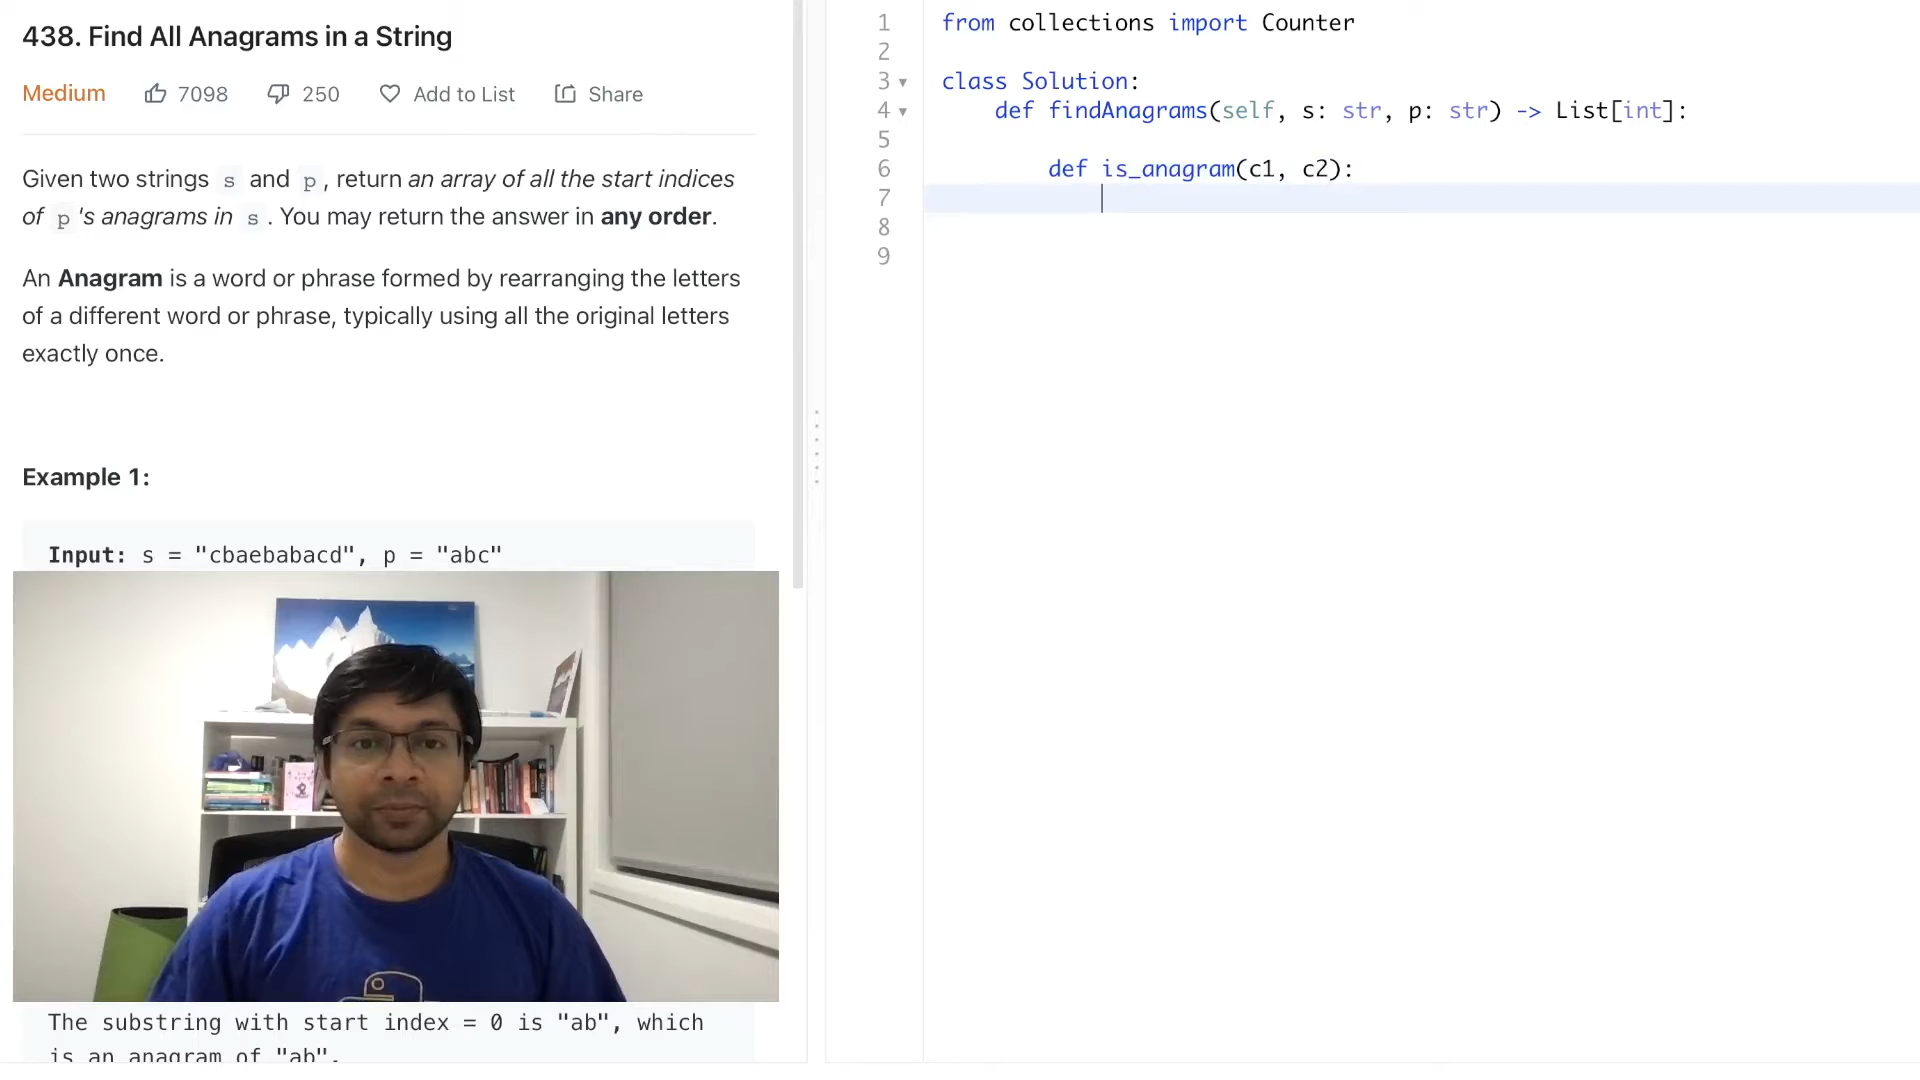 438. Find All Anagrams in a String
Medium 7098 250 Add to List Share
Given two strings s and p, return an array of all the start indices
of p's anagrams in s. You may return the answer in any order.
An Anagram is a word or phrase formed by rearranging the letters
of a different word or phrase, typically using all the original letters
exactly once.
Example 1:
Input: s = "cbaebabacd", p = "abc"
The substring with start index = 0 is "ab", which
is an anagram of "ab".
1 from collections import Counter
2
3 class Solution:
4 def findAnagrams(self, s: str, p: str) -> List[int]:
5
6 def is_anagram(c1, c2):
7
8
9